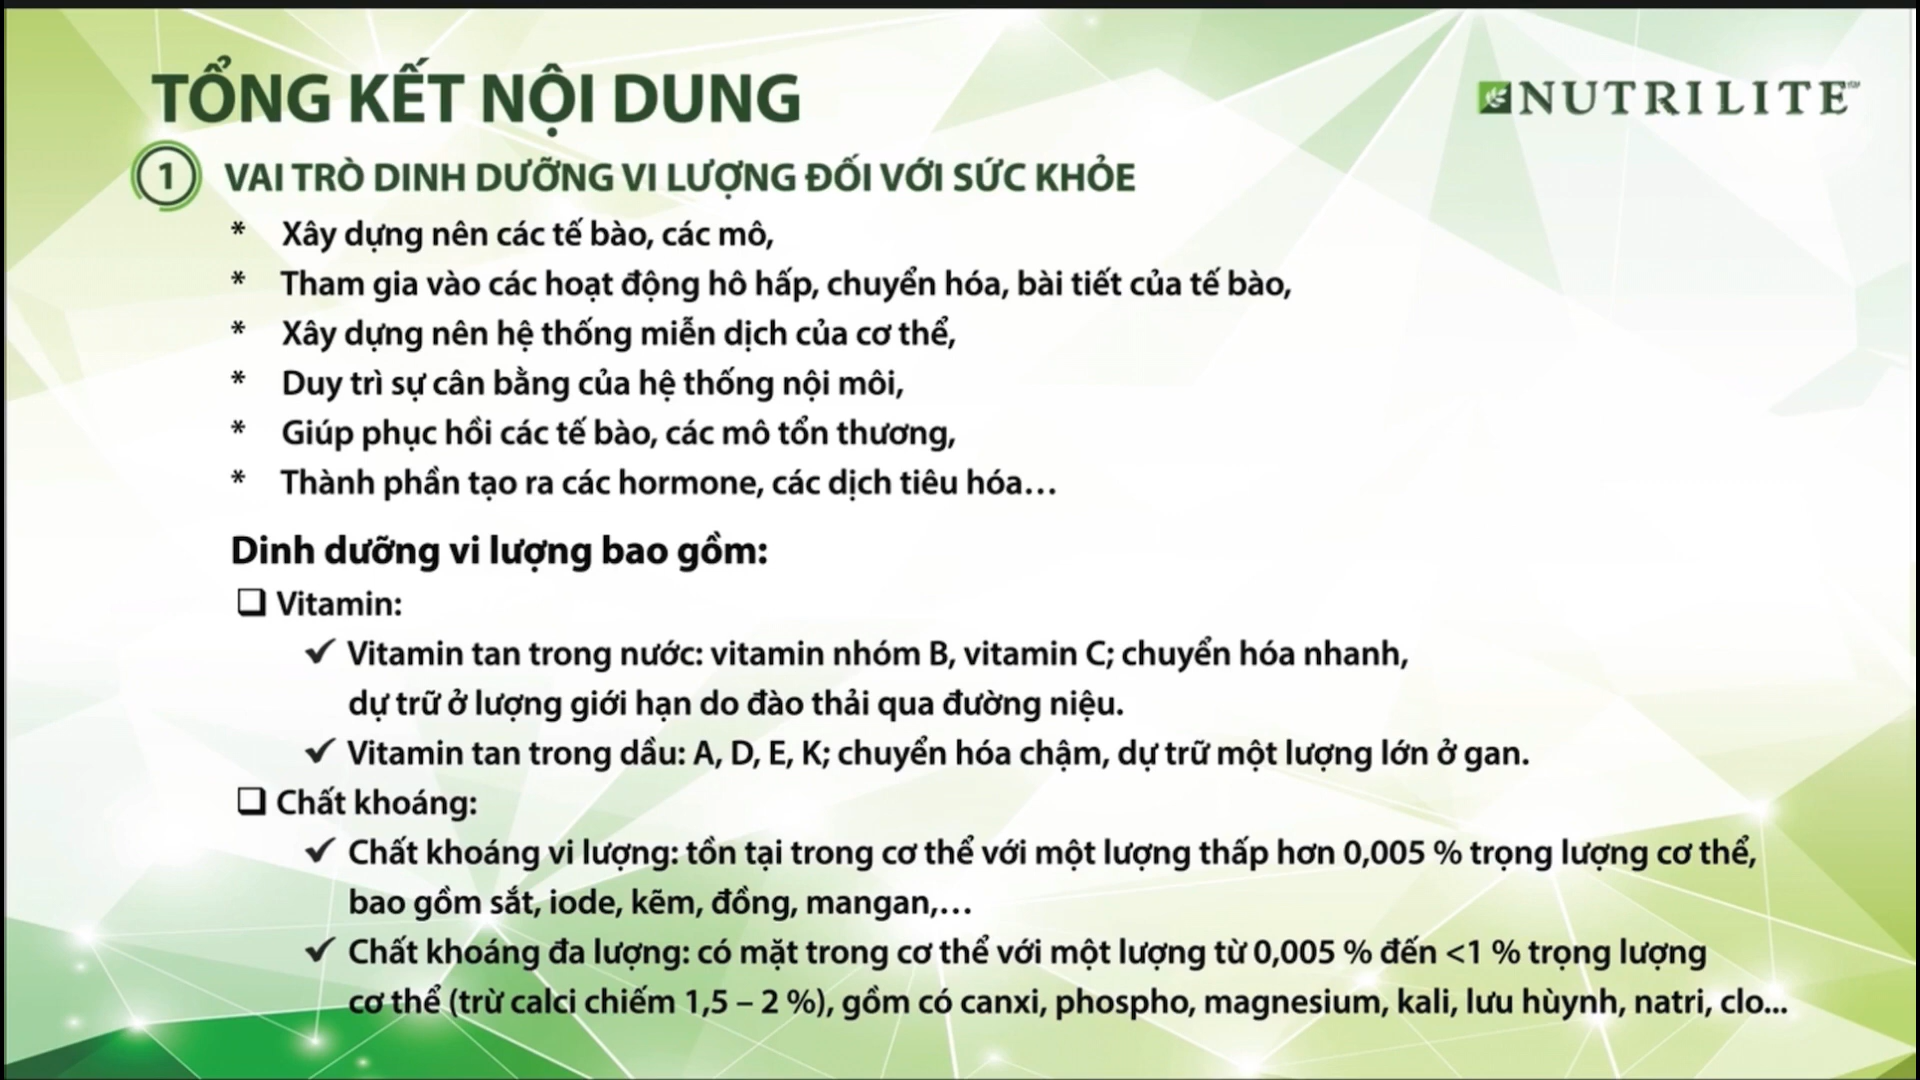 TỔNG KẾT NỘI DUNG
NUTRILITE℠
1 VAI TRÒ DINH DƯỠNG VI LƯỢNG ĐỐI VỚI SỨC KHỎE
* Xây dựng nên các tế bào, các mô,
* Tham gia vào các hoạt động hô hấp, chuyển hóa, bài tiết của tế bào,
* Xây dựng nên hệ thống miễn dịch của cơ thể,
* Duy trì sự cân bằng của hệ thống nội môi,
* Giúp phục hồi các tế bào, các mô tổn thương,
* Thành phần tạo ra các hormone, các dịch tiêu hóa…
Dinh dưỡng vi lượng bao gồm:
❑ Vitamin:
✓ Vitamin tan trong nước: vitamin nhóm B, vitamin C; chuyển hóa nhanh,
dự trữ ở lượng giới hạn do đào thải qua đường niệu.
✓ Vitamin tan trong dầu: A, D, E, K; chuyển hóa chậm, dự trữ một lượng lớn ở gan.
❑ Chất khoáng:
✓ Chất khoáng vi lượng: tồn tại trong cơ thể với một lượng thấp hơn 0,005 % trọng lượng cơ thể,
bao gồm sắt, iode, kẽm, đồng, mangan,…
✓ Chất khoáng đa lượng: có mặt trong cơ thể với một lượng từ 0,005 % đến <1 % trọng lượng
cơ thể (trừ calci chiếm 1,5 – 2 %), gồm có canxi, phospho, magnesium, kali, lưu hùynh, natri, clo...